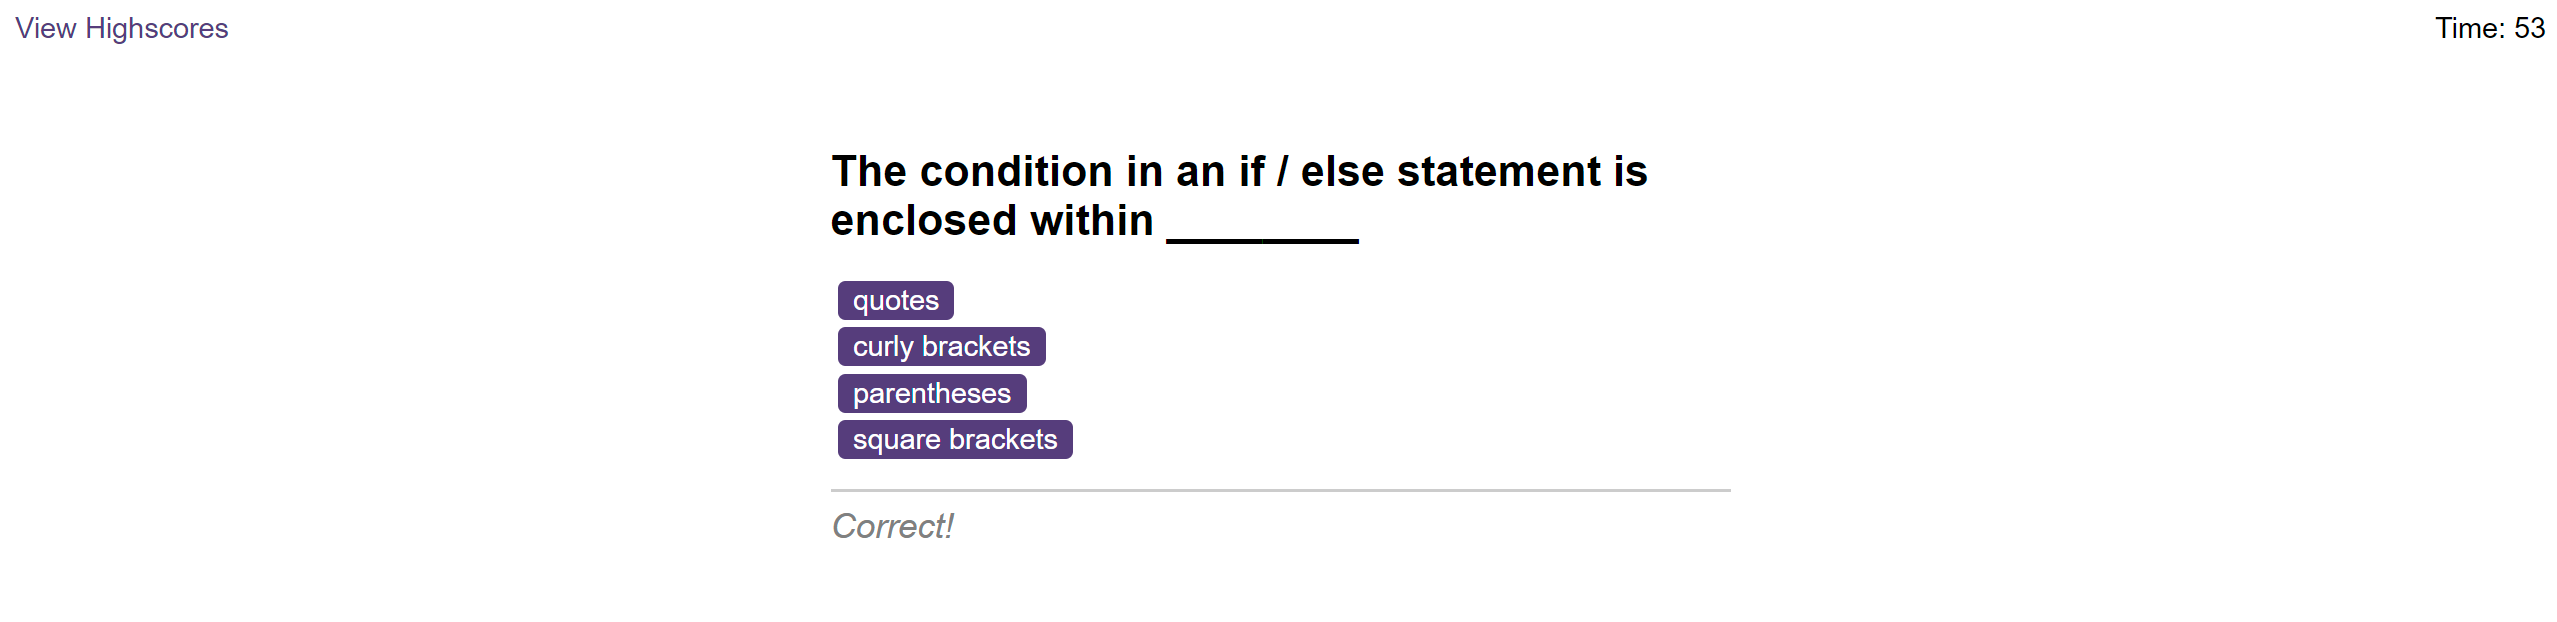 View Highscores
Time: 53
The condition in an if / else statement is
enclosed within ________
quotes
curly brackets
parentheses
square brackets
Correct!